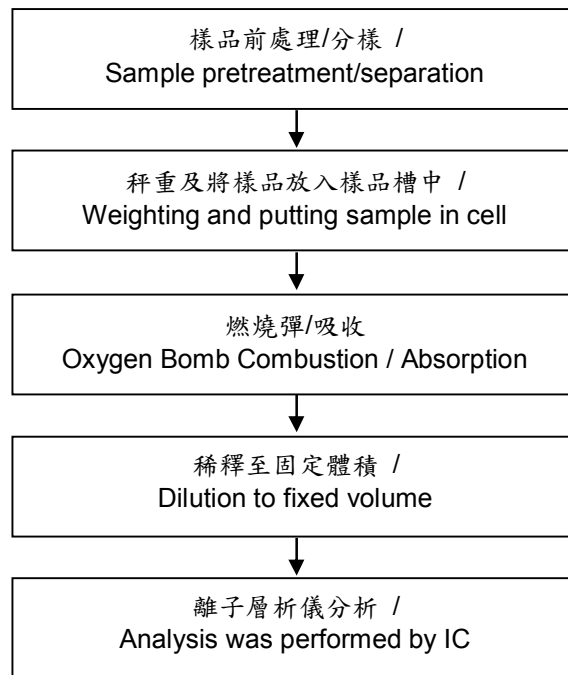 樣品前處理/分樣 /
Sample pretreatment/separation
秤重及將樣品放入樣品槽中 /
Weighting and putting sample in cell
燃燒彈/吸收
Oxygen Bomb Combustion / Absorption
稀釋至固定體積 /
Dilution to fixed volume
離子層析儀分析 /
Analysis was performed by IC